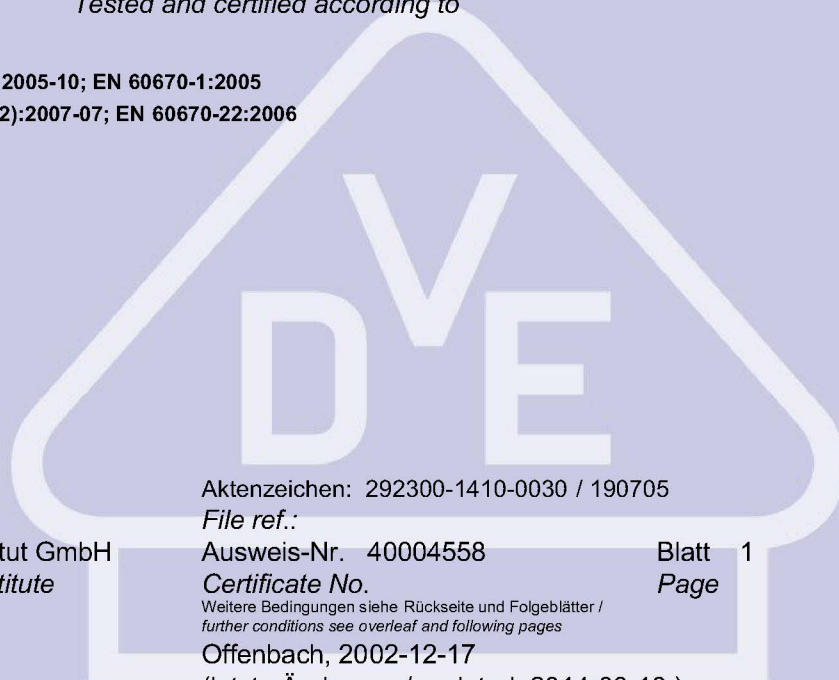 Tested and certified according to
2005-10; EN 60670-1:2005
2):2007-07; EN 60670-22:2006
DVE
Aktenzeichen: 292300-1410-0030 / 190705
File ref.:
tut GmbH Ausweis-Nr. 40004558 Blatt 1
titute Certificate No. Page
Weitere Bedingungen siehe Rückseite und Folgeblätter /
further conditions see overleaf and following pages
Offenbach, 2002-12-17